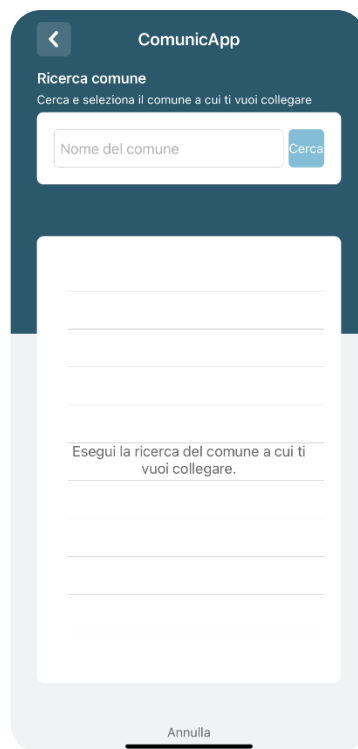 ComunicApp
Ricerca comune
Cerca e seleziona il comune a cui ti vuoi collegare
Nome del comune
Cerca
Esegui la ricerca del comune a cui ti
vuoi collegare.
Annulla